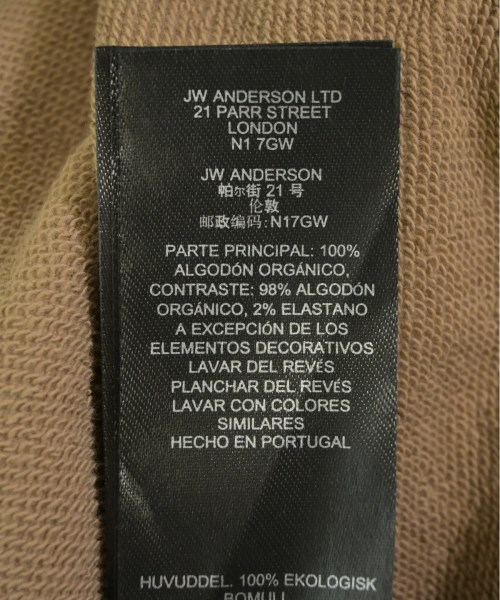 JW ANDERSON LTD
21 PARR STREET
LONDON
N1 7GW
JW ANDERSON
帕尔街 21 号
伦敦
邮政编码: N17GW
PARTE PRINCIPAL: 100%
ALGODÓN ORGÁNICO,
CONTRASTE: 98% ALGODÓN
ORGÁNICO, 2% ELASTANO
A EXCEPCIÓN DE LOS
ELEMENTOS DECORATIVOS
LAVAR DEL REVÉS
PLANCHAR DEL REVÉS
LAVAR CON COLORES
SIMILARES
HECHO EN PORTUGAL
HUVUDDEL. 100% EKOLOGISK
BOMULL